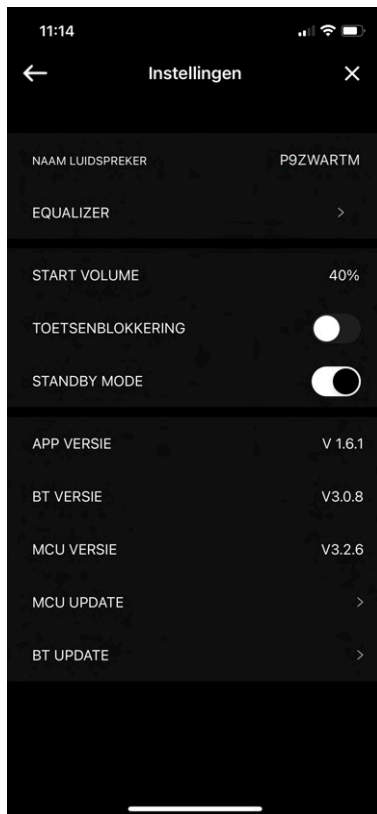 11:14
Instellingen
NAAM LUIDSPREKER P9ZWARTM
EQUALIZER
START VOLUME 40%
TOETSENBLOKKERING
STANDBY MODE
APP VERSIE V 1.6.1
BT VERSIE V3.0.8
MCU VERSIE V3.2.6
MCU UPDATE
BT UPDATE